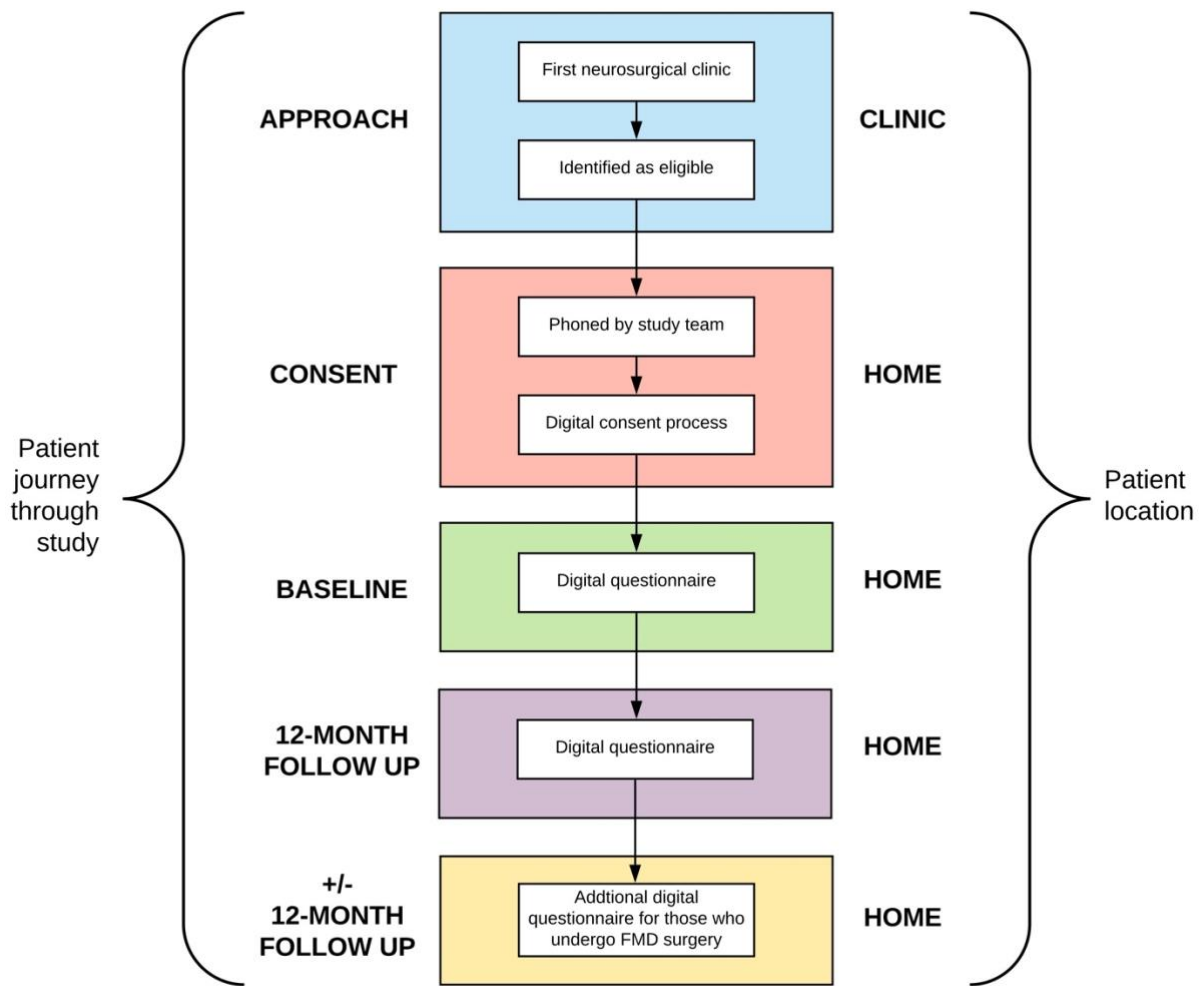 First neurosurgical clinic
APPROACH
CLINIC
Identified as eligible
Phoned by study team
CONSENT
HOME
Digital consent process
Patient
journey
through
study
Patient
location
Digital questionnaire
BASELINE
HOME
12-MONTH
FOLLOW UP
Digital questionnaire
HOME
+/-
12-MONTH
FOLLOW UP
Addtional digital
questionnaire for those who
undergo FMD surgery
HOME